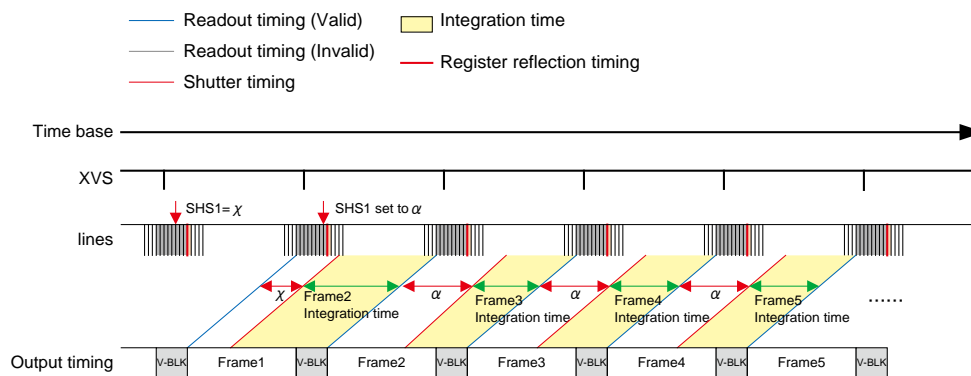 Readout timing (Valid)
Integration time
Readout timing (Invalid)
Register reflection timing
Shutter timing
Time base
XVS
SHS1= χ
SHS1 set to α
lines
χ
Frame2
Integration time
α
Frame3
Integration time
α
Frame4
Integration time
α
Frame5
Integration time
......
Output timing
V-BLK
Frame1
V-BLK
Frame2
V-BLK
Frame3
V-BLK
Frame4
V-BLK
Frame5
V-BLK